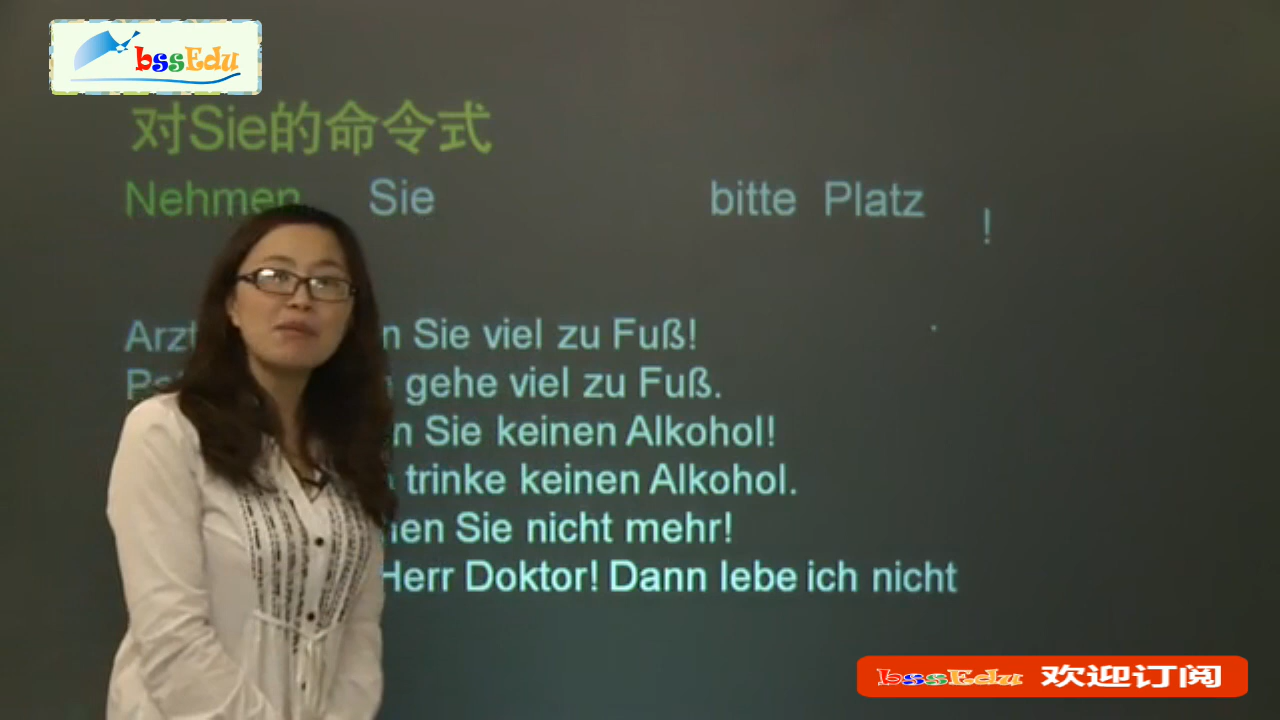 bssEdu
对Sie的命令式
Nehmen Sie bitte Platz !
Arzt Sie viel zu Fuß!
gehe viel zu Fuß.
Sie keinen Alkohol!
trinke keinen Alkohol.
Sie nicht mehr!
Herr Doktor! Dann lebe ich nicht
bssEdu 欢迎订阅